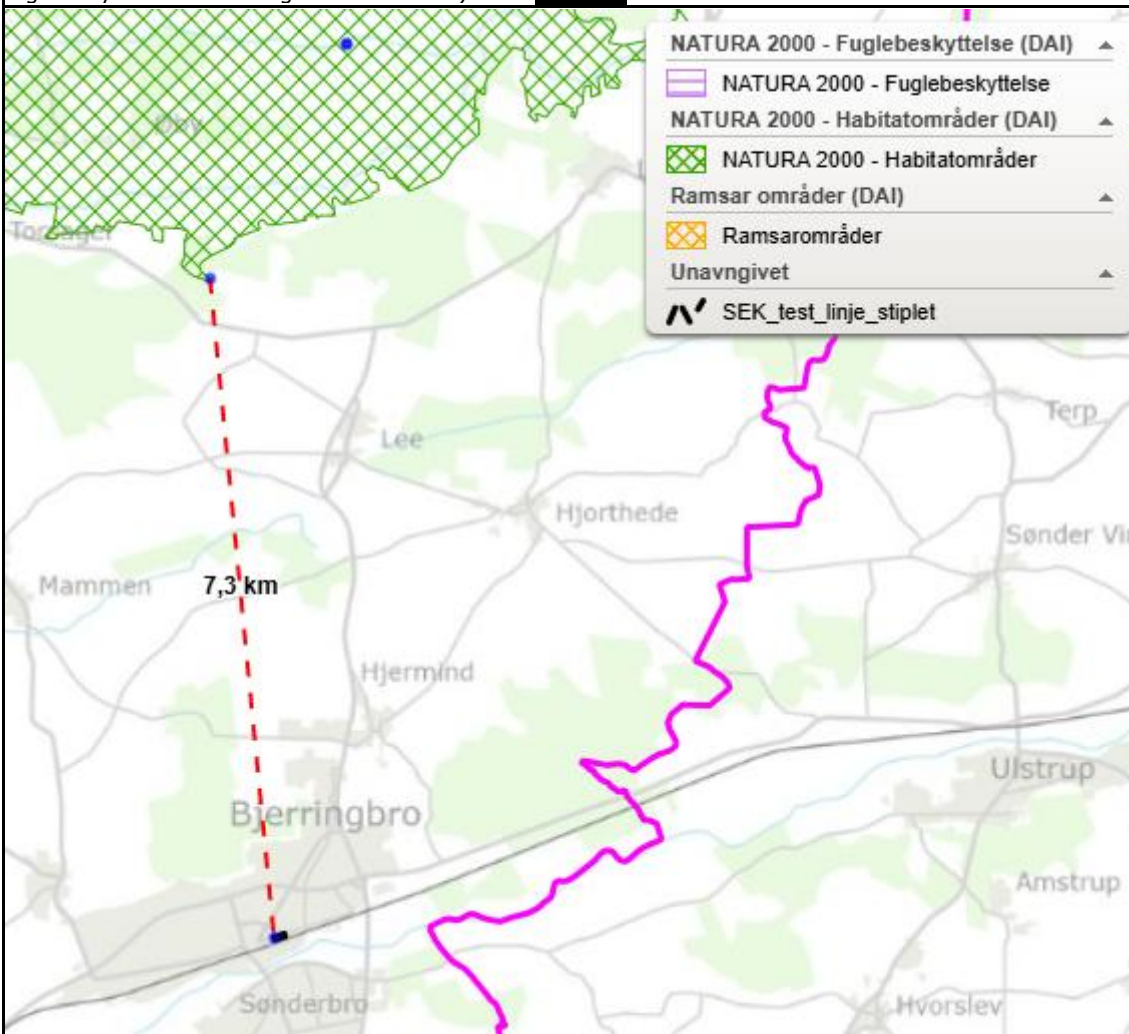 NATURA 2000 - Fuglebeskyttelse (DAI)
NATURA 2000 - Fuglebeskyttelse
NATURA 2000 - Habitatområder (DAI)
NATURA 2000 - Habitatområder
Ramsar områder (DAI)
Ramsarområder
Unavngivet
SEK_test_linje_stiplet
Terp
Lee
Hjorthede
Sønder Vi
Mammen
7,3 km
Hjermind
Ulstrup
Bjerringbro
Amstrup
Sønderbro
Hvorslev